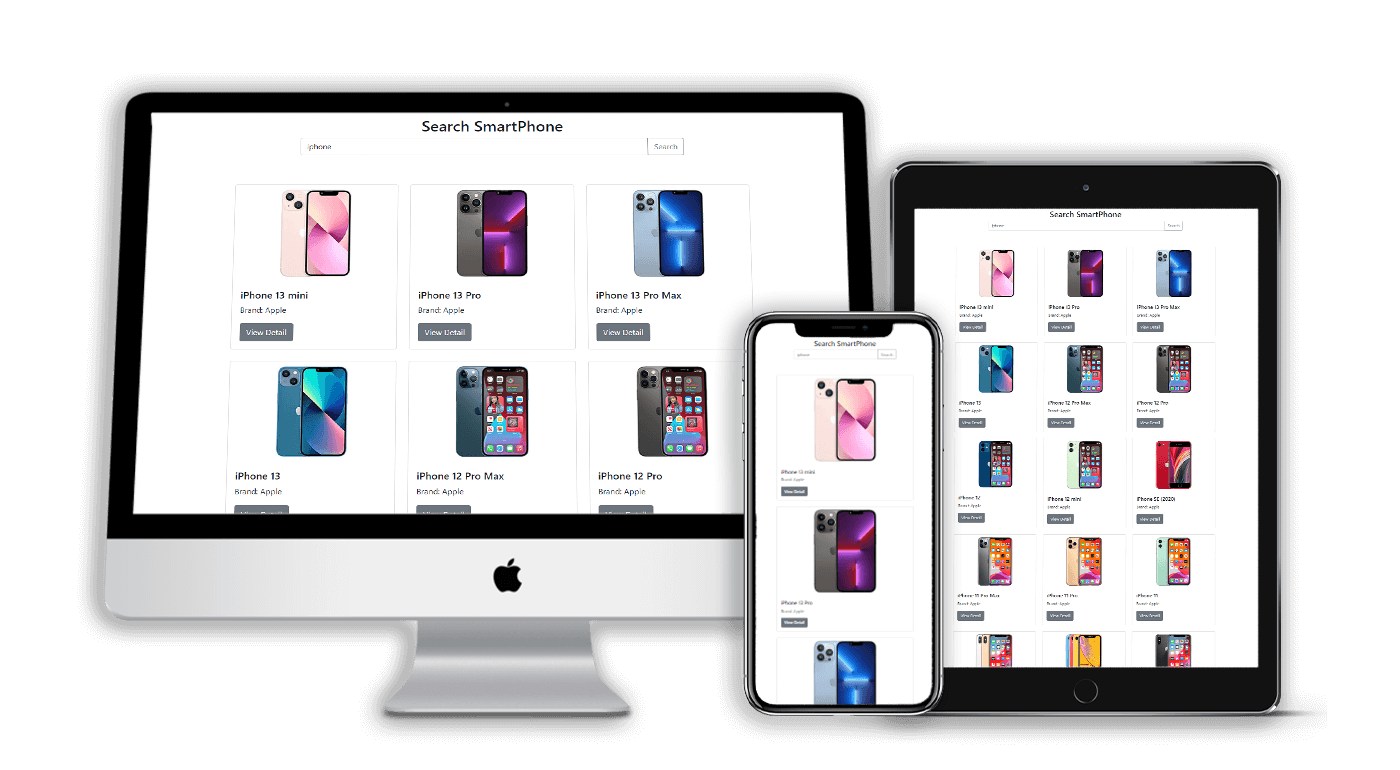 Search SmartPhone
iphone
Search
iPhone 13 mini
iPhone 13 Pro
iPhone 13 Pro Max
Brand: Apple
Brand: Apple
Brand: Apple
View Detail
View Detail
View Detail
iPhone 13
iPhone 12 Pro Max
iPhone 12 Pro
Brand: Apple
Brand: Apple
Brand: Apple
View Detail
View Detail
View Detail
Search SmartPhone
iphone
Search
iPhone 13 mini
Brand: Apple
View Detail
iPhone 13 Pro
Brand: Apple
View Detail
Search SmartPhone
iphone
Search
iPhone 13 mini
iPhone 13 Pro
iPhone 13 Pro Max
Brand: Apple
Brand: Apple
Brand: Apple
View Detail
View Detail
View Detail
iPhone 13
iPhone 12 Pro Max
iPhone 12 Pro
Brand: Apple
Brand: Apple
Brand: Apple
View Detail
View Detail
View Detail
iPhone 12
iPhone 12 mini
iPhone SE (2020)
Brand: Apple
Brand: Apple
Brand: Apple
View Detail
View Detail
View Detail
iPhone 11 Pro Max
iPhone 11 Pro
iPhone 11
Brand: Apple
Brand: Apple
Brand: Apple
View Detail
View Detail
View Detail